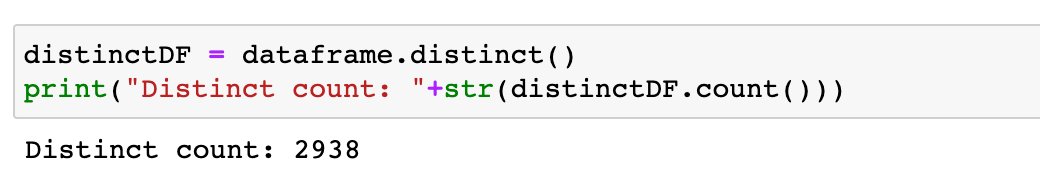 distinctDF = dataframe.distinct()
print("Distinct count: "+str(distinctDF.count()))
Distinct count: 2938